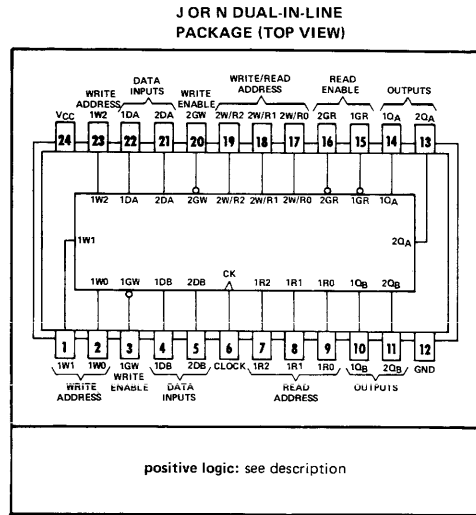 J OR N DUAL-IN-LINE
PACKAGE (TOP VIEW)
WRITE ADDRESS
DATA INPUTS
WRITE ENABLE
WRITE/READ ADDRESS
READ ENABLE
OUTPUTS
VCC 1W2 1DA 2DA 2GW 2W/R2 2W/R1 2W/R0 2GR 1GR 1QA 2QA
24 23 22 21 20 19 18 17 16 15 14 13
1W2 1DA 2DA 2GW 2W/R2 2W/R1 2W/R0 2GR 1GR 1QA
1W1 2QA
CK
1W0 1GW 1DB 2DB 1R2 1R1 1R0 1QB 2QB
1 2 3 4 5 6 7 8 9 10 11 12
1W1 1W0 1GW 1DB 2DB CLOCK 1R2 1R1 1R0 1QB 2QB GND
WRITE ADDRESS
WRITE ENABLE
DATA INPUTS
READ ADDRESS
OUTPUTS
positive logic: see description